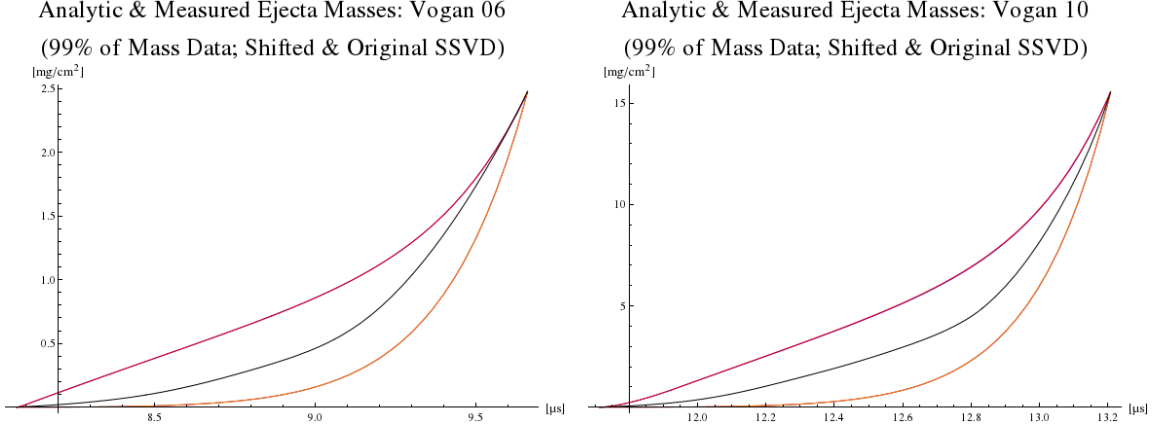 Analytic & Measured Ejecta Masses: Vogan 06
(99% of Mass Data; Shifted & Original SSVD)
[mg/cm²]
2.5
2.0
1.5
1.0
0.5
8.5 9.0 9.5 [μs]
Analytic & Measured Ejecta Masses: Vogan 10
(99% of Mass Data; Shifted & Original SSVD)
[mg/cm²]
15
10
5
12.0 12.2 12.4 12.6 12.8 13.0 13.2 [μs]